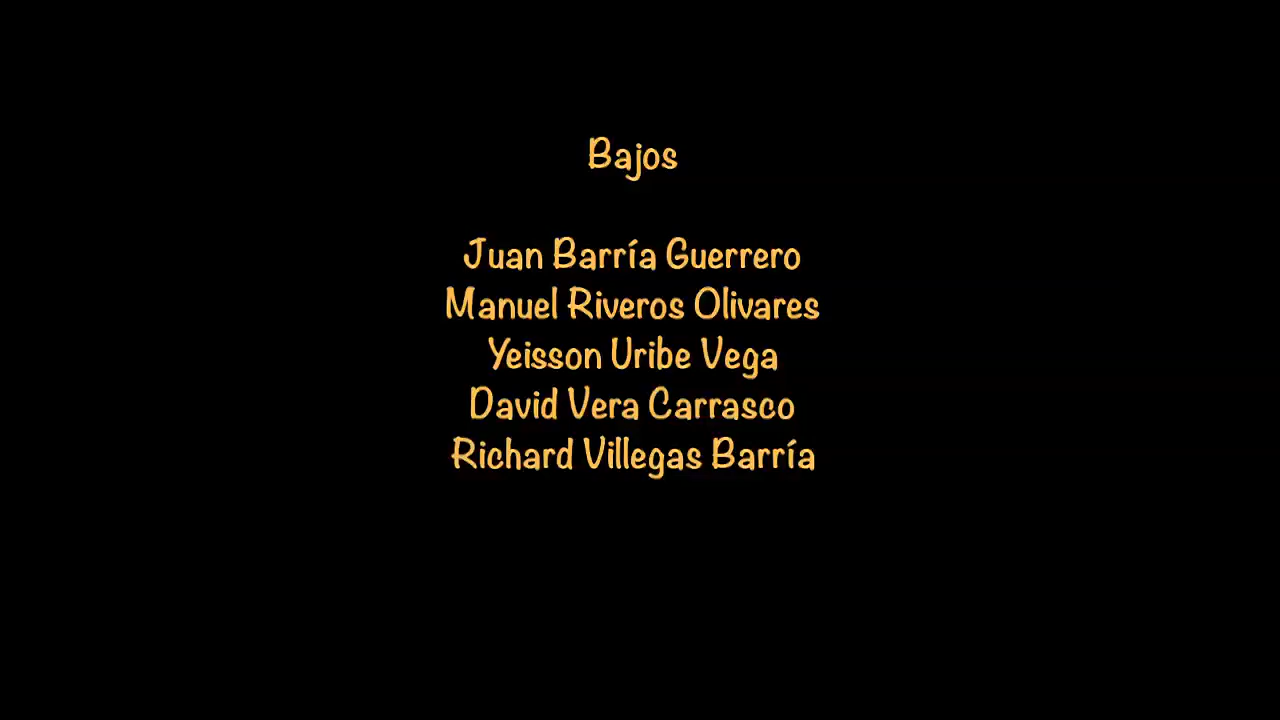 Bajos
Juan Barría Guerrero
Manuel Riveros Olivares
Yeisson Uribe Vega
David Vera Carrasco
Richard Villegas Barría